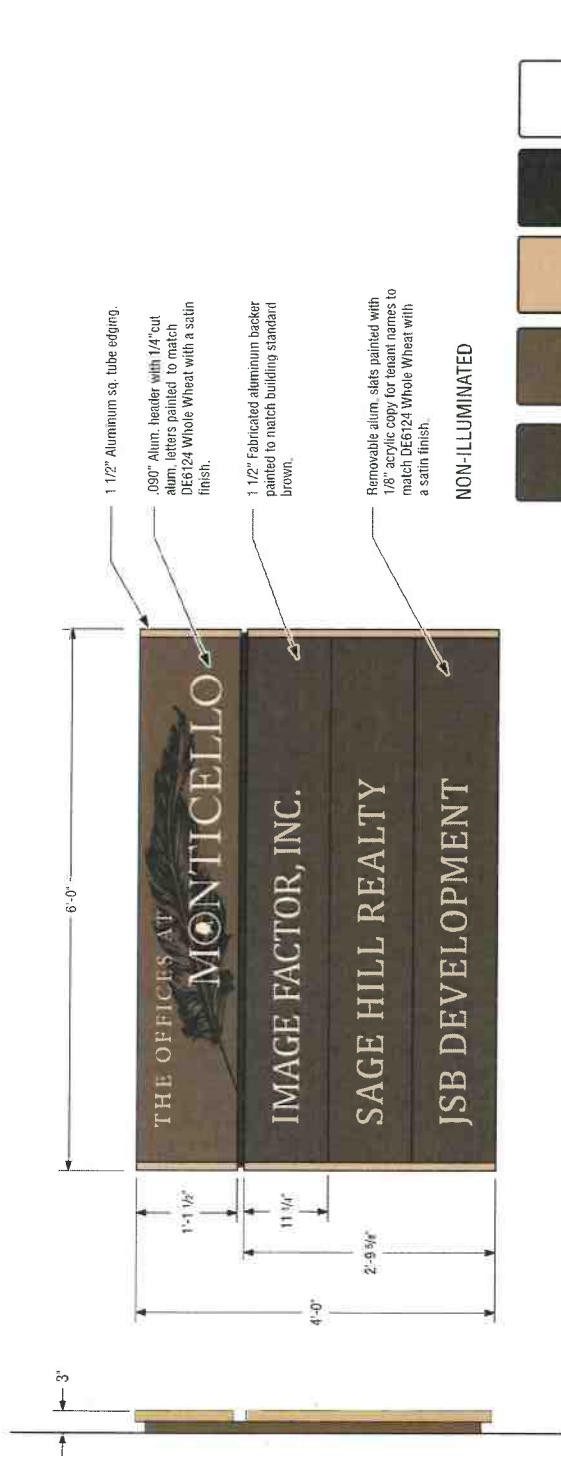 6'-0"
1 1/2" Aluminum sq. tube edging.
.090" Alum. header with 1/4"cut
alum, letters painted to match
DE6124 Whole Wheat with a satin
finish.
1 1/2" Fabricated aluminum backer
painted to match building standard
brown.
Removable alum, slats painted with
1/8" acrylic copy for tenant names to
match DE6124 Whole Wheat with
a satin finish.
NON-ILLUMINATED
THE OFFICES AT
MONTICELLO
IMAGE FACTOR, INC.
SAGE HILL REALTY
JSB DEVELOPMENT
1'-1 1/2"
11 1/4"
2'-9 5/8"
4'-0"
3"